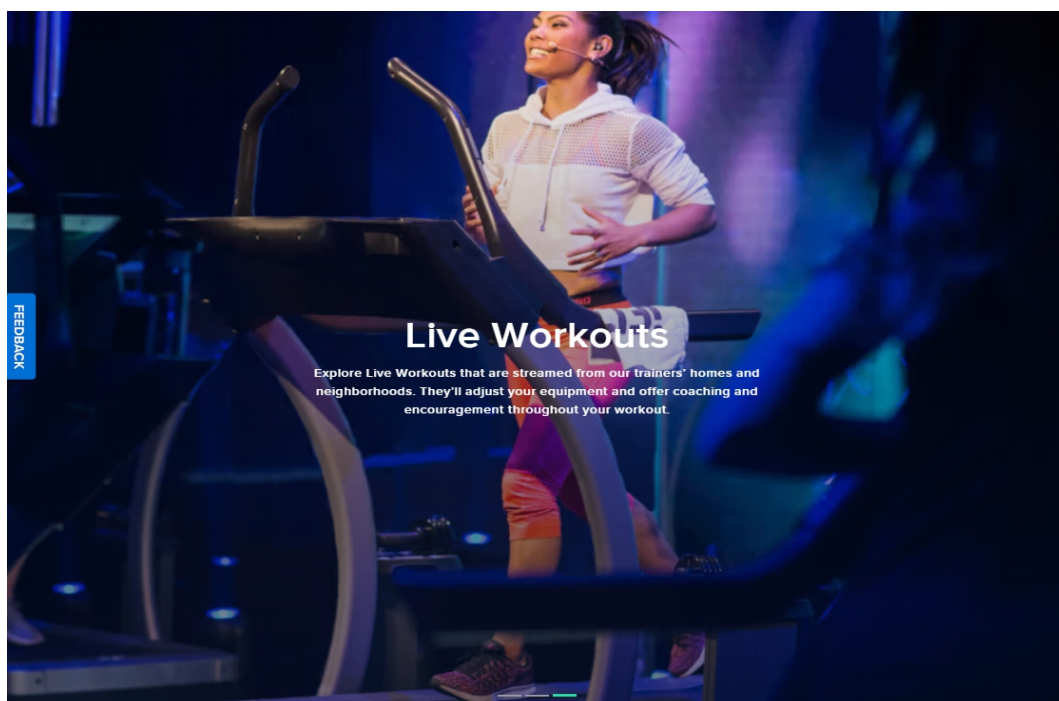 Live Workouts
Explore Live Workouts that are streamed from our trainers’ homes and
neighborhoods. They’ll adjust your equipment and offer coaching and
encouragement throughout your workout.
FEEDBACK